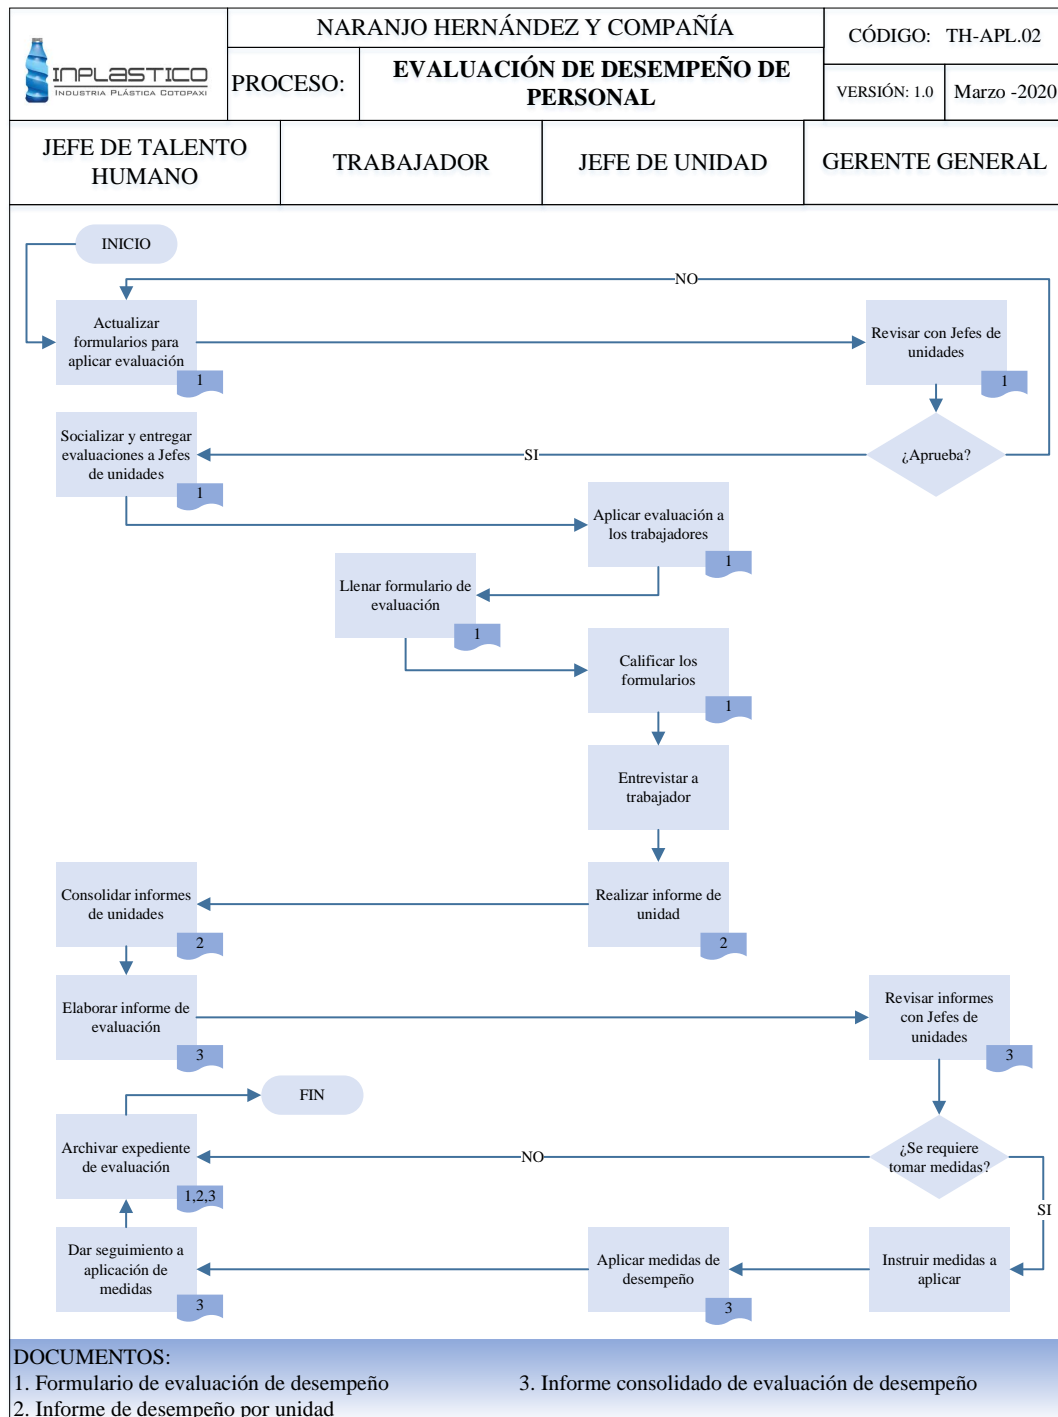 INPLASTICO
INDUSTRIA PLÁSTICA COTOPAXI
NARANJO HERNÁNDEZ Y COMPAÑÍA
PROCESO:
EVALUACIÓN DE DESEMPEÑO DE
PERSONAL
CÓDIGO: TH-APL.02
VERSIÓN: 1.0
Marzo -2020
JEFE DE TALENTO
HUMANO
TRABAJADOR
JEFE DE UNIDAD
GERENTE GENERAL
INICIO
NO
Actualizar
formularios para
aplicar evaluación
1
Revisar con Jefes de
unidades
1
¿Aprueba?
SI
Socializar y entregar
evaluaciones a Jefes
de unidades
1
Aplicar evaluación a
los trabajadores
1
Llenar formulario de
evaluación
1
Calificar los
formularios
1
Entrevistar a
trabajador
Realizar informe de
unidad
2
Consolidar informes
de unidades
2
Elaborar informe de
evaluación
3
Revisar informes
con Jefes de
unidades
3
FIN
¿Se requiere
tomar medidas?
NO
SI
Archivar expediente
de evaluación
1,2,3
Instruir medidas a
aplicar
Aplicar medidas de
desempeño
3
Dar seguimiento a
aplicación de
medidas
3
DOCUMENTOS:
1. Formulario de evaluación de desempeño
2. Informe de desempeño por unidad
3. Informe consolidado de evaluación de desempeño